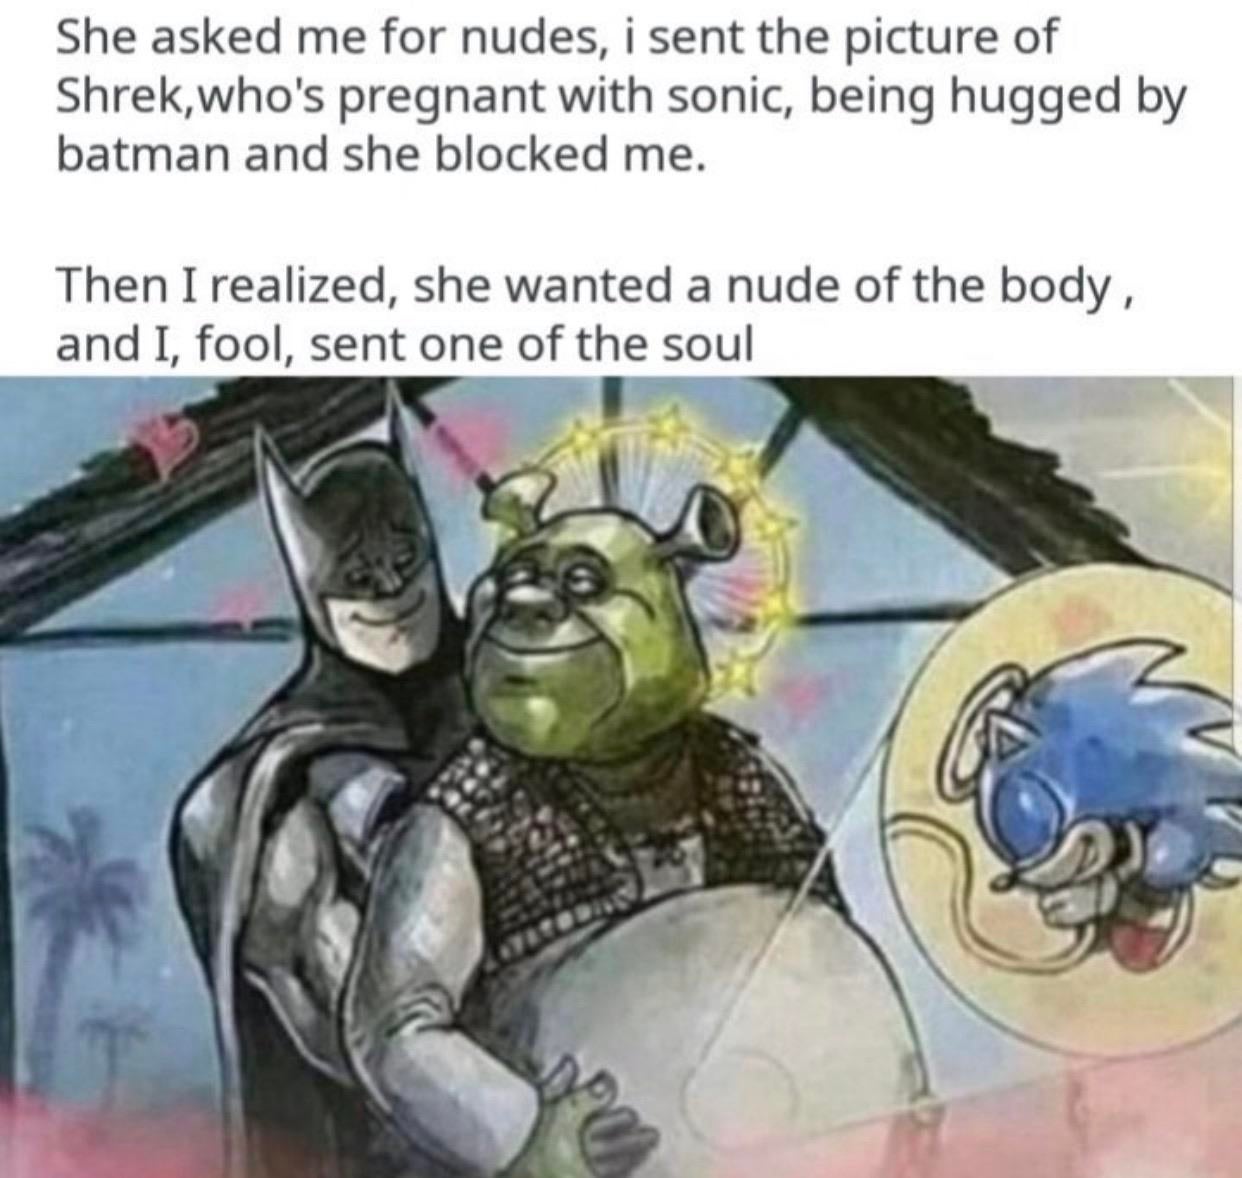 She asked me for nudes, i sent the picture of
Shrek,who's pregnant with sonic, being hugged by
batman and she blocked me.
Then I realized, she wanted a nude of the body ,
and I, fool, sent one of the soul